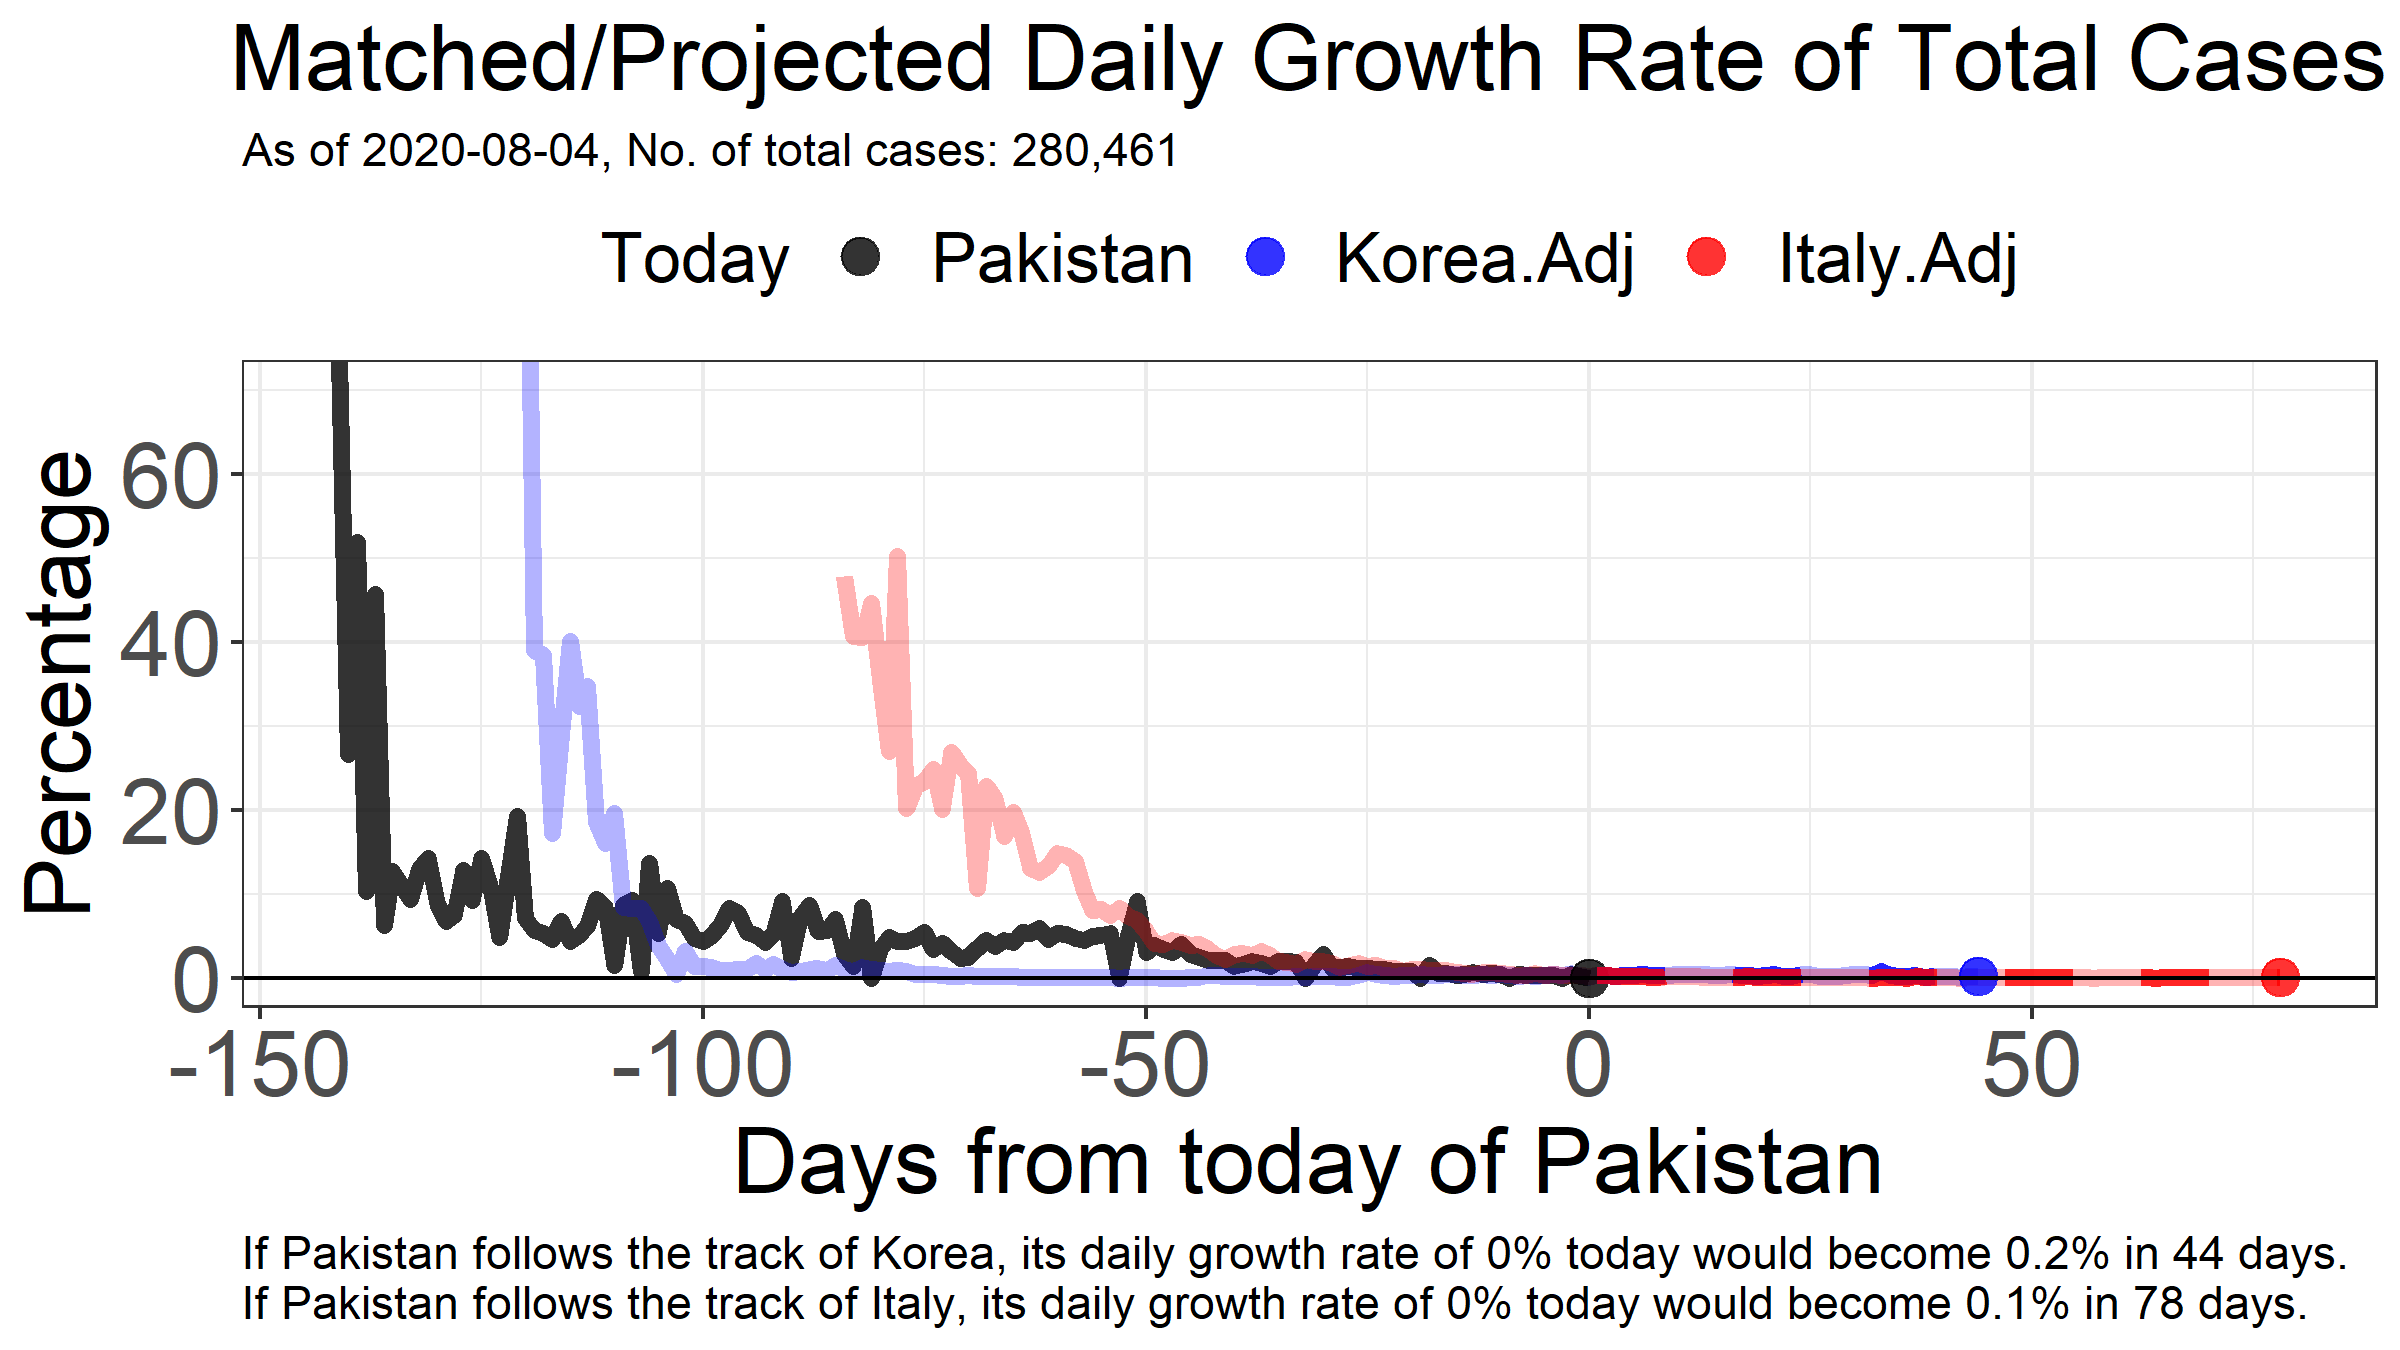 Matched/Projected Daily Growth Rate of Total Cases
As of 2020-08-04, No. of total cases: 280,461
Today Pakistan Korea.Adj Italy.Adj
Percentage
60
40
20
0
-150 -100 -50 0 50
Days from today of Pakistan
If Pakistan follows the track of Korea, its daily growth rate of 0% today would become 0.2% in 44 days.
If Pakistan follows the track of Italy, its daily growth rate of 0% today would become 0.1% in 78 days.